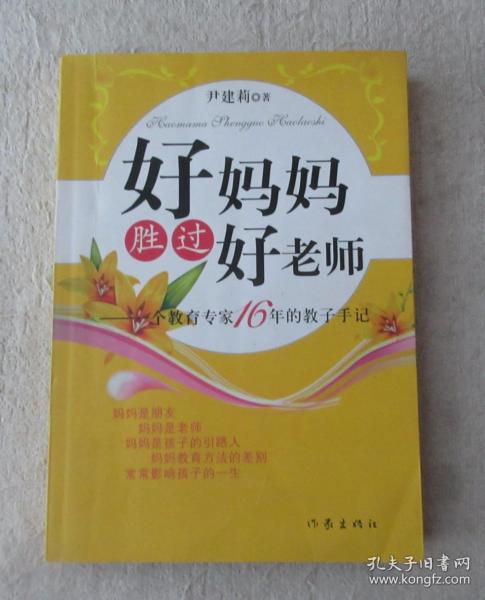 尹建莉◎著
Haomama Shengguo Haolaoshi
好妈妈
胜过
好老师
——一个教育专家16年的教子手记
妈妈是朋友
妈妈是老师
妈妈是孩子的引路人
妈妈教育方法的差别
常常影响孩子的一生
作家出版社
孔夫子旧书网
www.kongfz.com